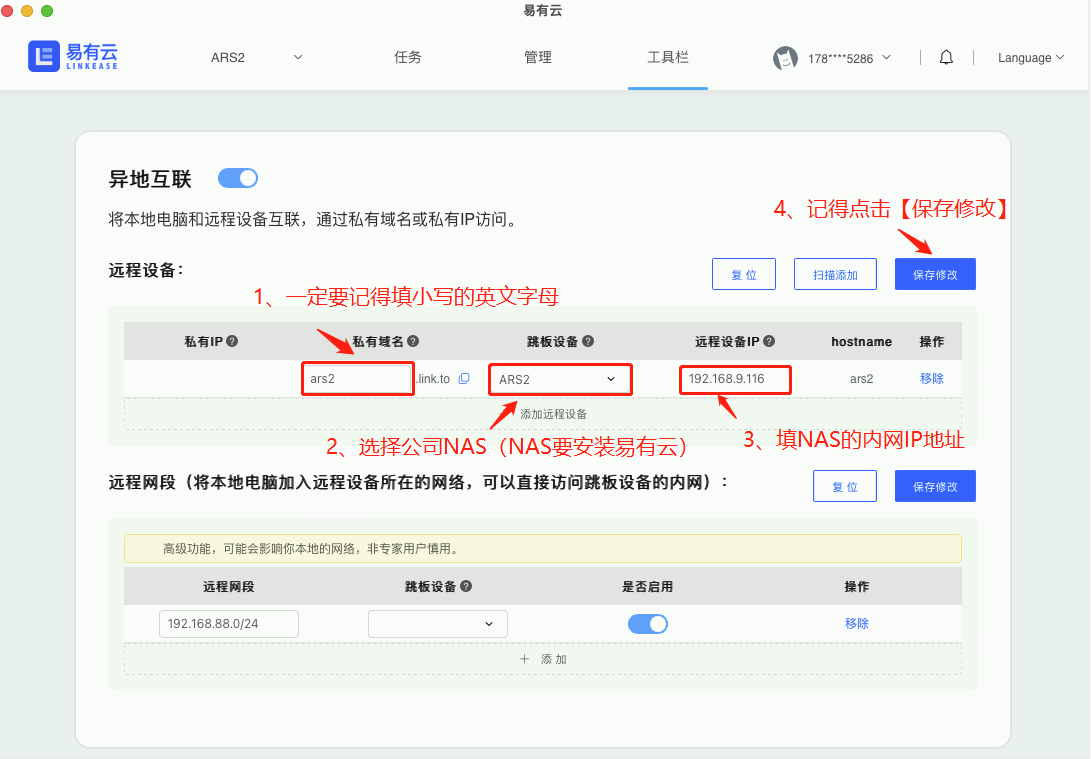 易有云
易有云 ARS2 任务 管理 工具栏 178****5286 Language
LINKEASE
异地互联
将本地电脑和远程设备互联，通过私有域名或私有IP访问。
4、记得点击【保存修改】
远程设备： 复 位 扫描添加 保存修改
1、一定要记得填小写的英文字母
私有IP 私有域名 跳板设备 远程设备IP hostname 操作
ars2 .link.to ARS2 192.168.9.116 ars2 移除
添加远程设备
2、选择公司NAS（NAS要安装易有云） 3、填NAS的内网IP地址
远程网段（将本地电脑加入远程设备所在的网络，可以直接访问跳板设备的内网）： 复 位 保存修改
高级功能，可能会影响你本地的网络，非专家用户慎用。
远程网段 跳板设备 是否启用 操作
192.168.88.0/24 移除
＋ 添 加